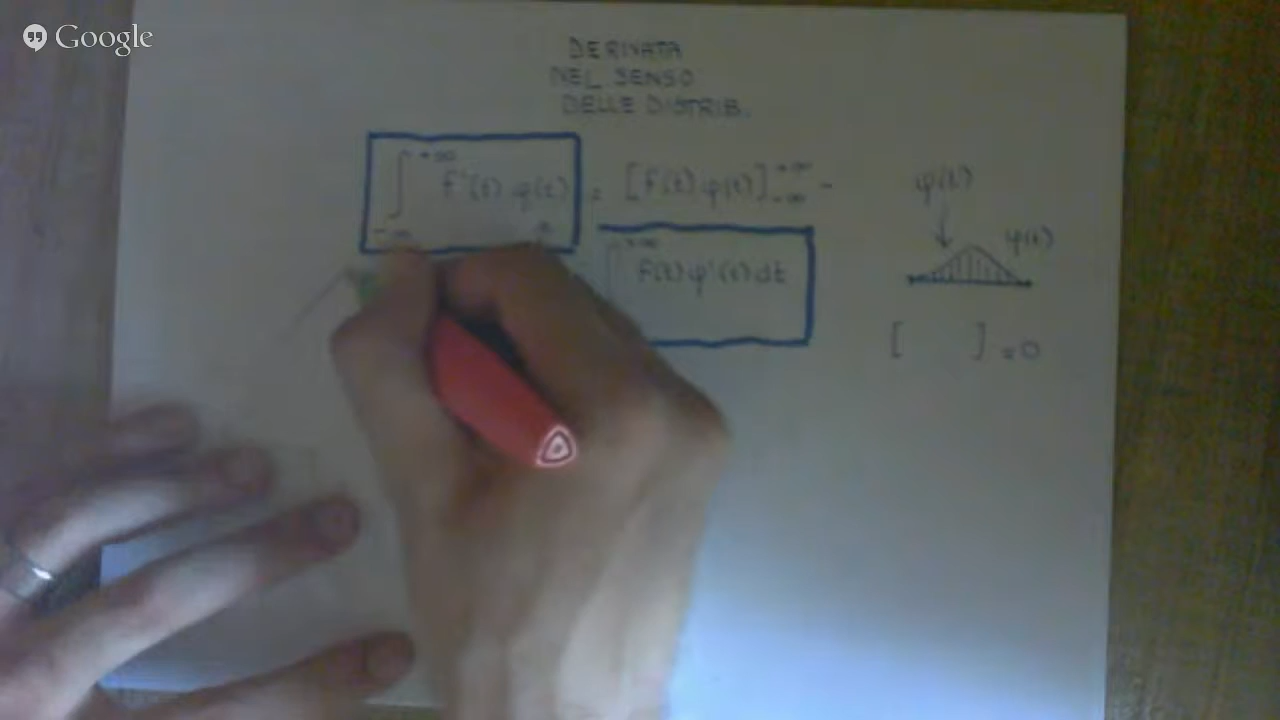 Google
DERIVATA
NEL SENSO
DELLE DISTRIB.
∫ +∞ -∞ f'(t) φ(t) = [f(t) φ(t)] +∞ -∞ -
∫ +∞ f(t) φ'(t) dt
φ(t)
φ(t)
[ ] = 0